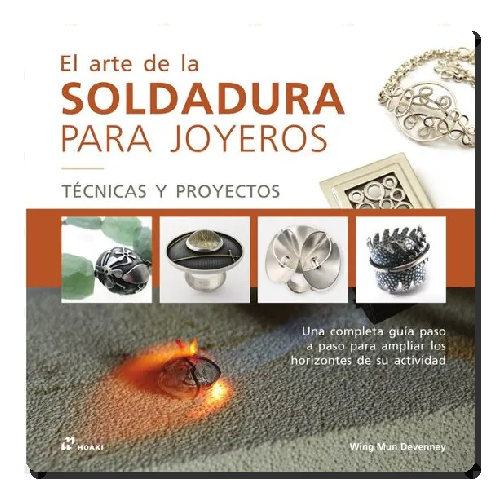 El arte de la
SOLDADURA
PARA JOYEROS
TÉCNICAS Y PROYECTOS
Una completa guía paso
a paso para ampliar los
horizontes de su actividad
HOAKI
Wing Mun Devenney